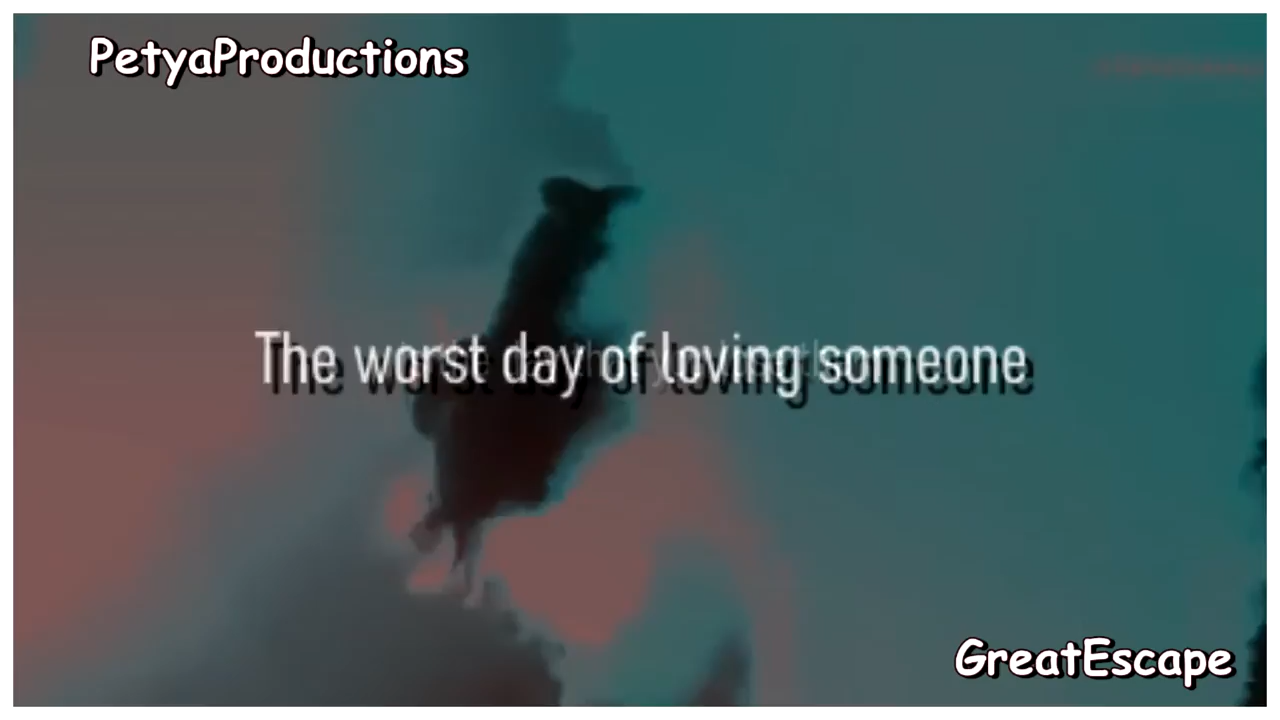 PetyaProductions
The worst day of loving someone
GreatEscape